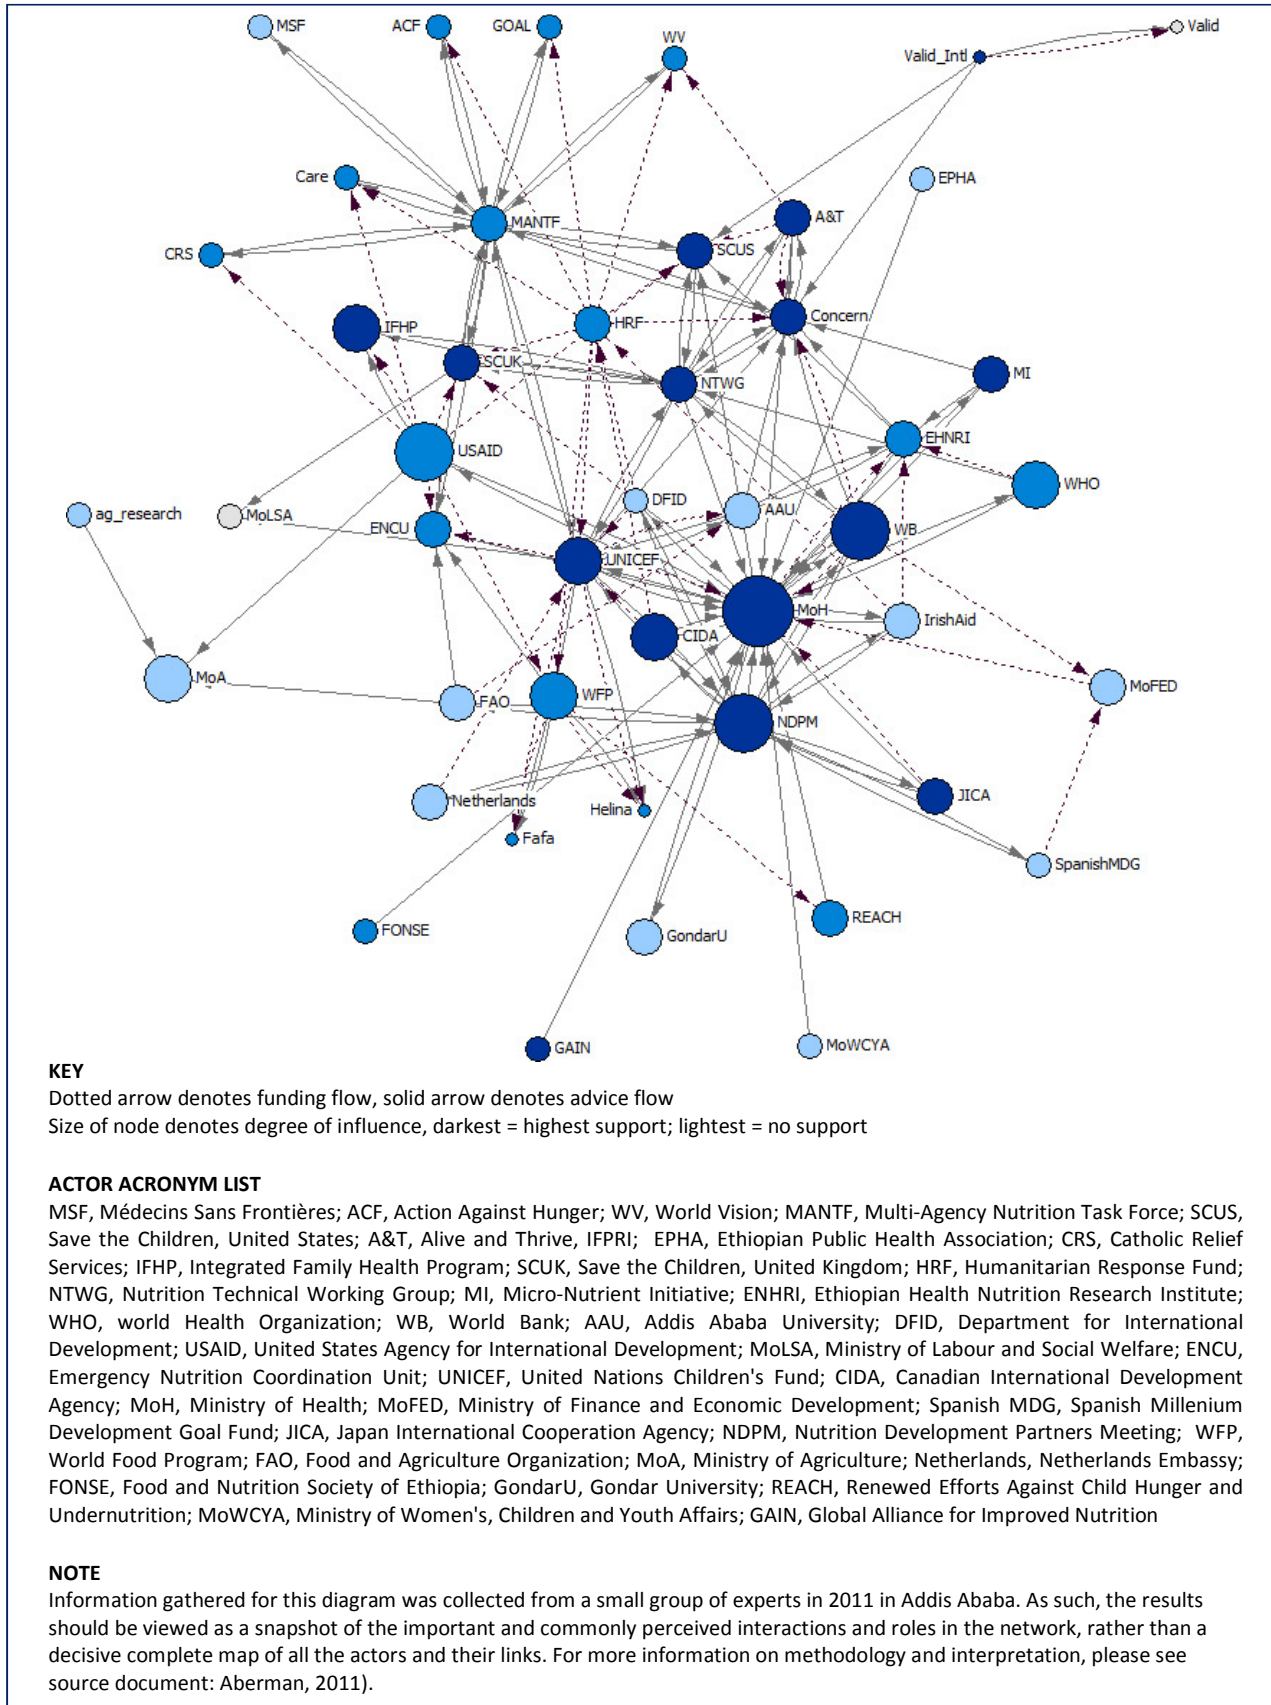 MSF
ACF
GOAL
WV
Valid_Intl
Valid
Care
MANTF
EPHA
A&T
CRS
SCUS
IFHP
HRF
Concern
SCUK
NTWG
MI
USAID
EHNRI
WHO
ag_research
MoLSA
DFID
AAU
WB
ENCU
UNICEF
MoH
IrishAid
CIDA
MoA
FAO
WFP
NDPM
MoFED
Netherlands
Helina
JICA
Fafa
SpanishMDG
FONSE
GondarU
REACH
GAIN
MoWCYA
KEY
Dotted arrow denotes funding flow, solid arrow denotes advice flow
Size of node denotes degree of influence, darkest = highest support; lightest = no support
ACTOR ACRONYM LIST
MSF, Médecins Sans Frontières; ACF, Action Against Hunger; WV, World Vision; MANTF, Multi-Agency Nutrition Task Force; SCUS,
Save the Children, United States; A&T, Alive and Thrive, IFPRI; EPHA, Ethiopian Public Health Association; CRS, Catholic Relief
Services; IFHP, Integrated Family Health Program; SCUK, Save the Children, United Kingdom; HRF, Humanitarian Response Fund;
NTWG, Nutrition Technical Working Group; MI, Micro-Nutrient Initiative; ENHRI, Ethiopian Health Nutrition Research Institute;
WHO, world Health Organization; WB, World Bank; AAU, Addis Ababa University; DFID, Department for International
Development; USAID, United States Agency for International Development; MoLSA, Ministry of Labour and Social Welfare; ENCU,
Emergency Nutrition Coordination Unit; UNICEF, United Nations Children's Fund; CIDA, Canadian International Development
Agency; MoH, Ministry of Health; MoFED, Ministry of Finance and Economic Development; Spanish MDG, Spanish Millenium
Development Goal Fund; JICA, Japan International Cooperation Agency; NDPM, Nutrition Development Partners Meeting; WFP,
World Food Program; FAO, Food and Agriculture Organization; MoA, Ministry of Agriculture; Netherlands, Netherlands Embassy;
FONSE, Food and Nutrition Society of Ethiopia; GondarU, Gondar University; REACH, Renewed Efforts Against Child Hunger and
Undernutrition; MoWCYA, Ministry of Women's, Children and Youth Affairs; GAIN, Global Alliance for Improved Nutrition
NOTE
Information gathered for this diagram was collected from a small group of experts in 2011 in Addis Ababa. As such, the results
should be viewed as a snapshot of the important and commonly perceived interactions and roles in the network, rather than a
decisive complete map of all the actors and their links. For more information on methodology and interpretation, please see
source document: Aberman, 2011).